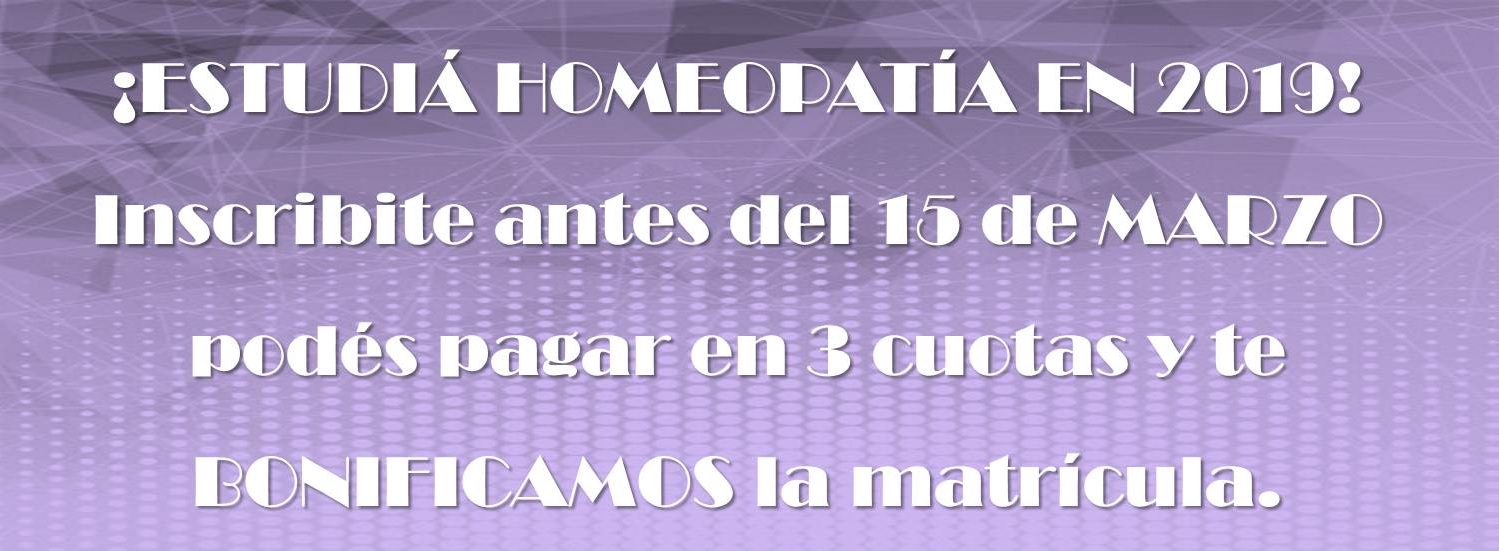 ¡ESTUDIÁ HOMEOPATÍA EN 2019!
Inscribite antes del 15 de MARZO
podés pagar en 3 cuotas y te
BONIFICAMOS la matrícula.